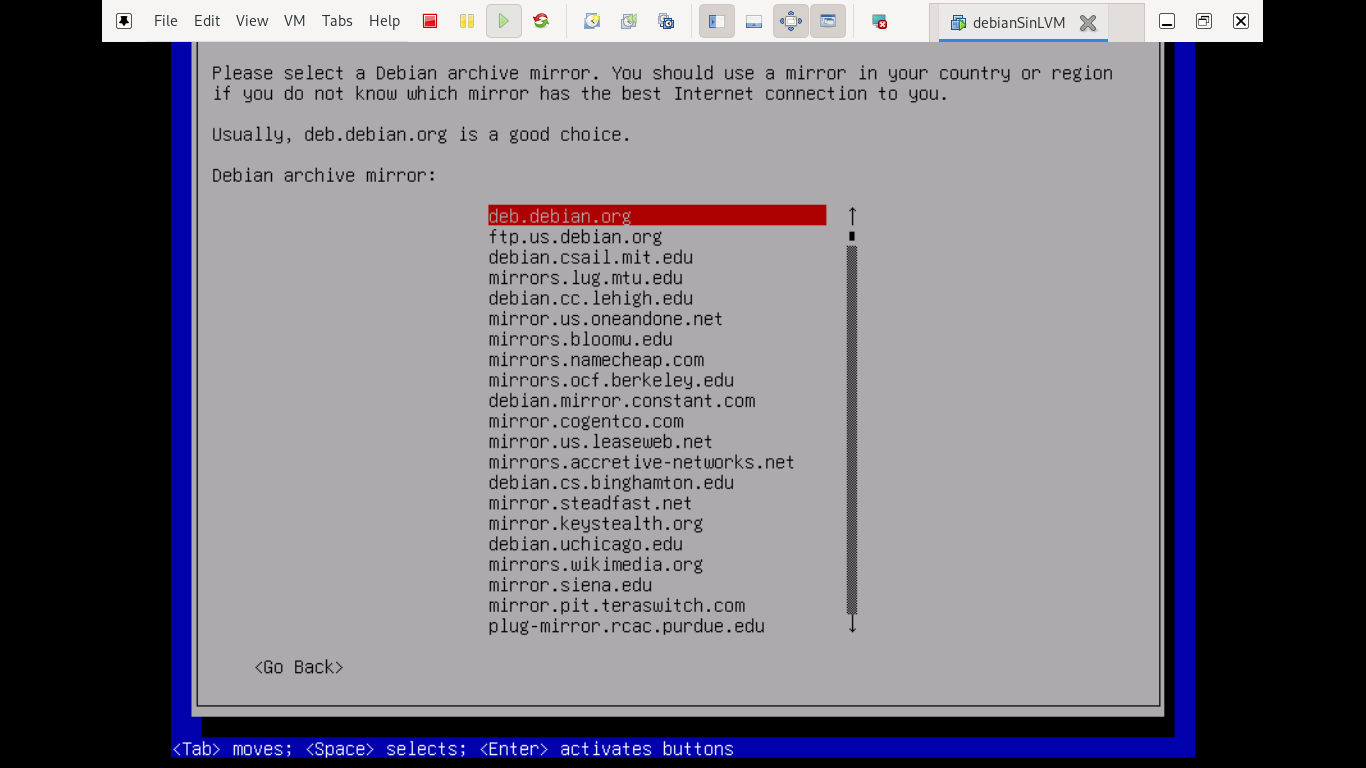 File Edit View VM Tabs Help debianSinLVM
Please select a Debian archive mirror. You should use a mirror in your country or region
if you do not know which mirror has the best Internet connection to you.
Usually, deb.debian.org is a good choice.
Debian archive mirror:
deb.debian.org
ftp.us.debian.org
debian.csail.mit.edu
mirrors.lug.mtu.edu
debian.cc.lehigh.edu
mirror.us.oneandone.net
mirrors.bloomu.edu
mirrors.namecheap.com
mirrors.ocf.berkeley.edu
debian.mirror.constant.com
mirror.cogentco.com
mirror.us.leaseweb.net
mirrors.accretive-networks.net
debian.cs.binghamton.edu
mirror.steadfast.net
mirror.keystealth.org
debian.uchicago.edu
mirrors.wikimedia.org
mirror.siena.edu
mirror.pit.teraswitch.com
plug-mirror.rcac.purdue.edu
<Go Back>
<Tab> moves; <Space> selects; <Enter> activates buttons